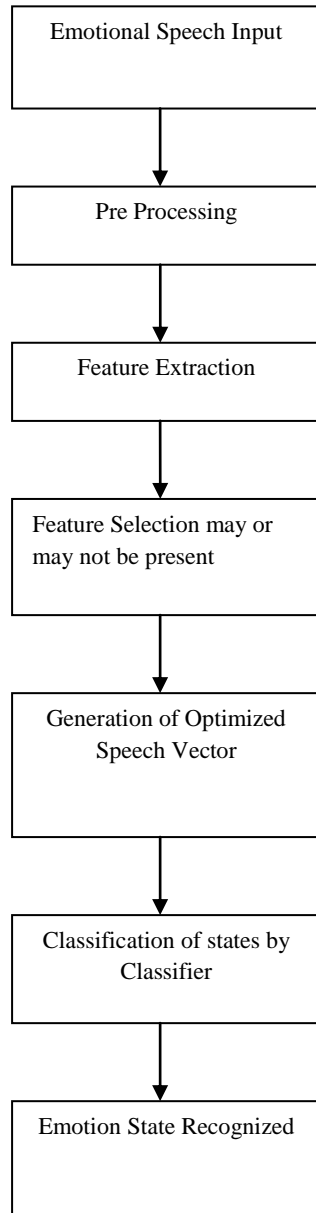 Emotional Speech Input
Pre Processing
Feature Extraction
Feature Selection may or
may not be present
Generation of Optimized
Speech Vector
Classification of states by
Classifier
Emotion State Recognized